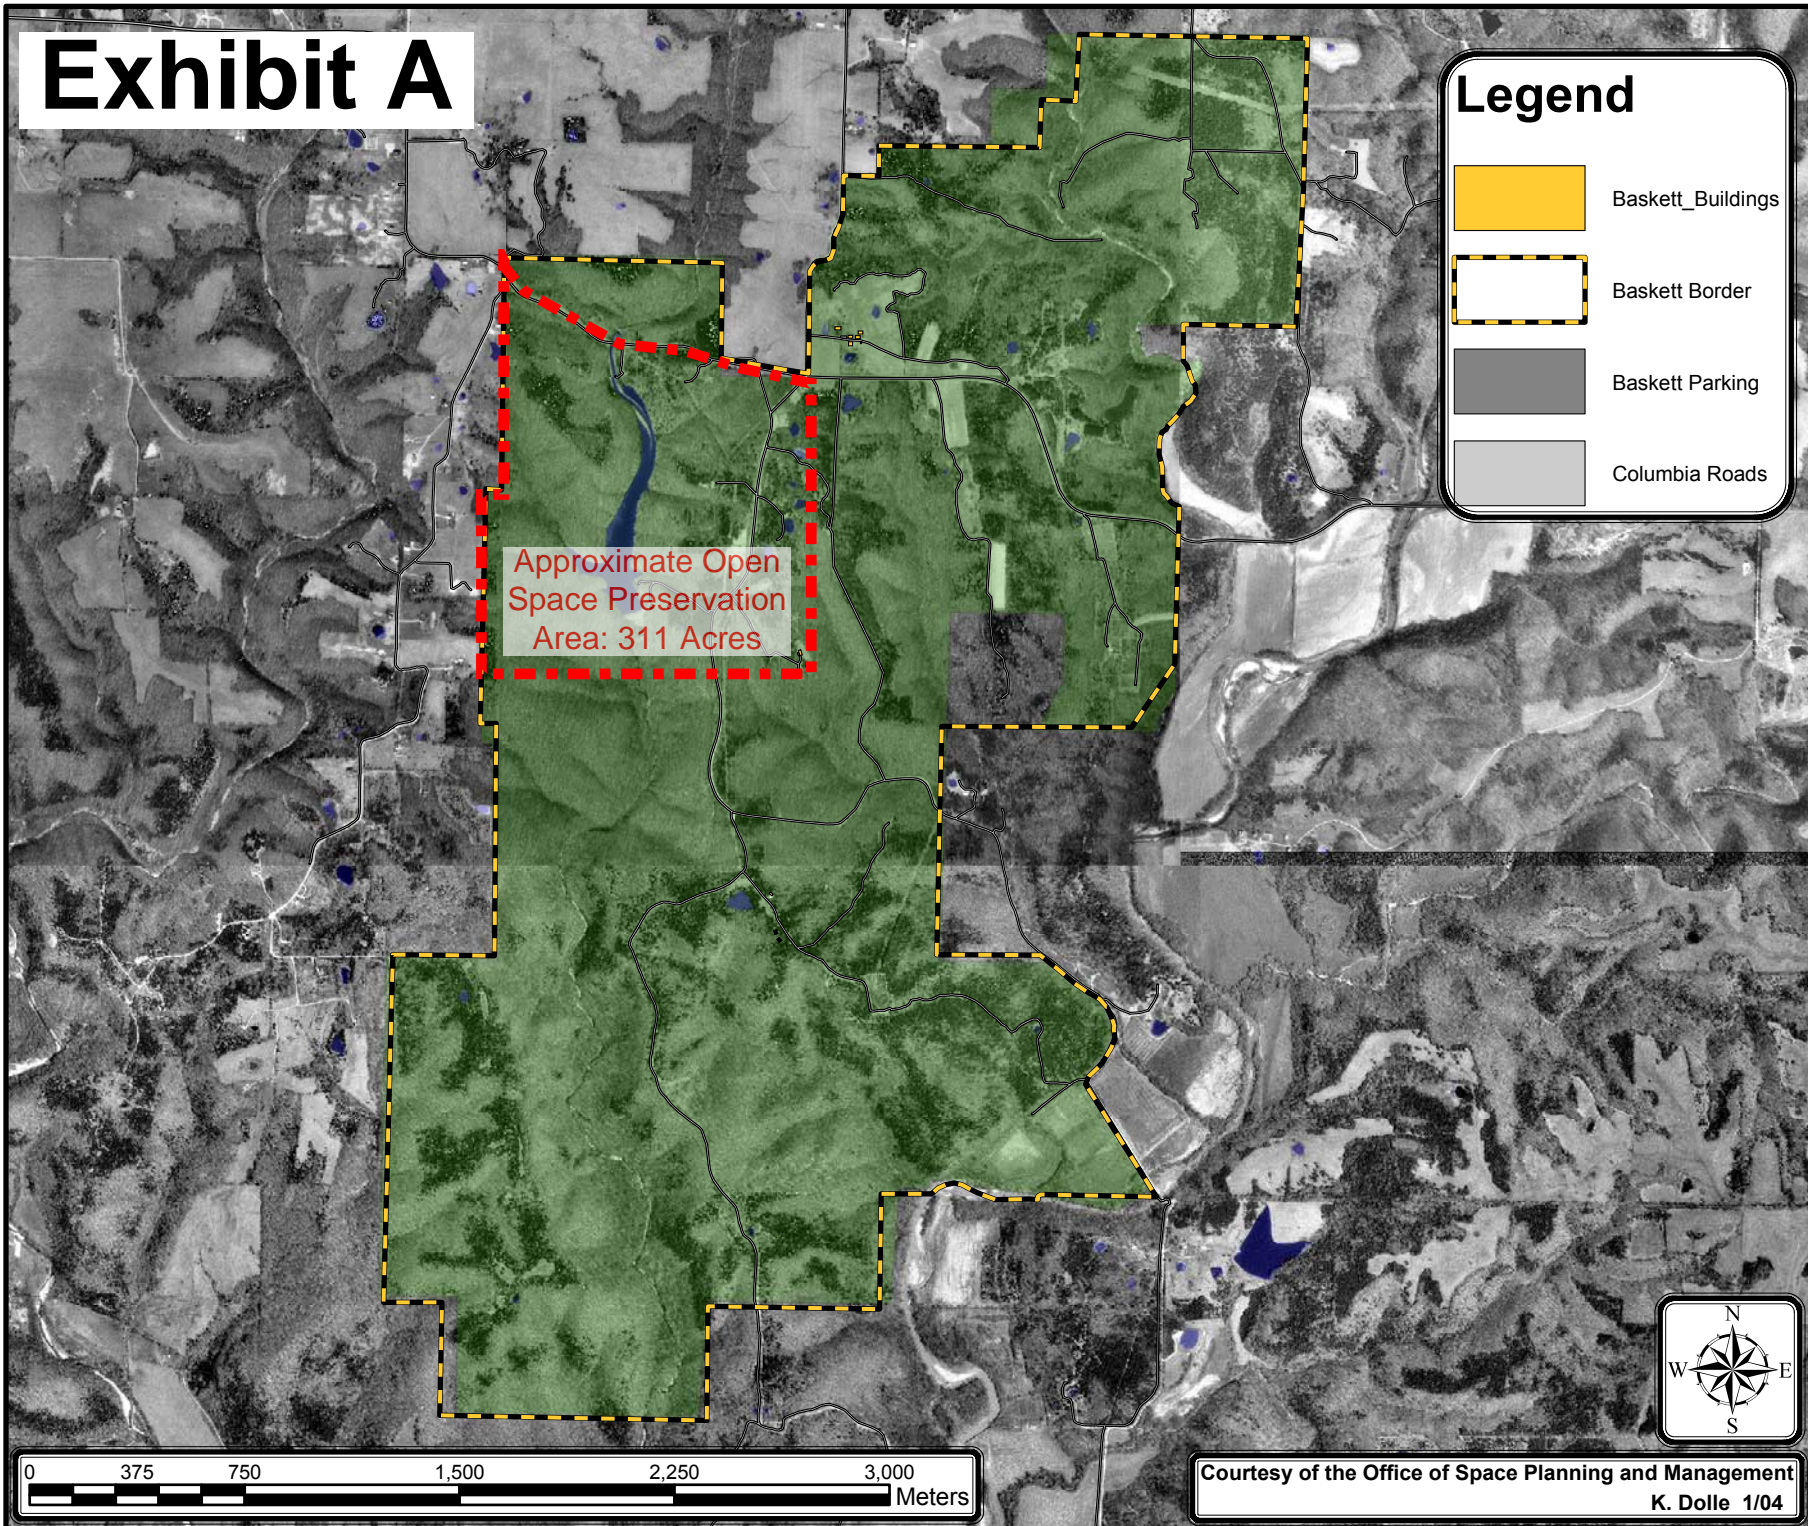 Exhibit A
Legend
Baskett_Buildings
Baskett Border
Baskett Parking
Columbia Roads
Approximate Open
Space Preservation
Area: 311 Acres
N
W E
S
0 375 750 1,500 2,250 3,000
Meters
Courtesy of the Office of Space Planning and Management
K. Dolle 1/04